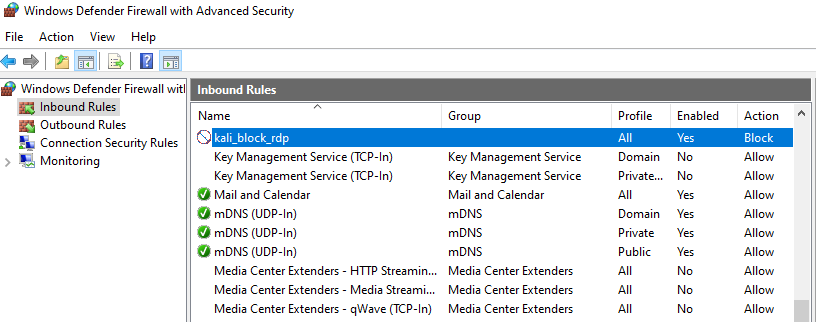 Windows Defender Firewall with Advanced Security
File Action View Help
Windows Defender Firewall witl
Inbound Rules
Outbound Rules
Connection Security Rules
Monitoring
Inbound Rules
Name Group Profile Enabled Action
kali_block_rdp All Yes Block
Key Management Service (TCP-In) Key Management Service Domain No Allow
Key Management Service (TCP-In) Key Management Service Private... No Allow
Mail and Calendar Mail and Calendar All Yes Allow
mDNS (UDP-In) mDNS Domain Yes Allow
mDNS (UDP-In) mDNS Private Yes Allow
mDNS (UDP-In) mDNS Public Yes Allow
Media Center Extenders - HTTP Streamin... Media Center Extenders All No Allow
Media Center Extenders - Media Streami... Media Center Extenders All No Allow
Media Center Extenders - qWave (TCP-In) Media Center Extenders All No Allow